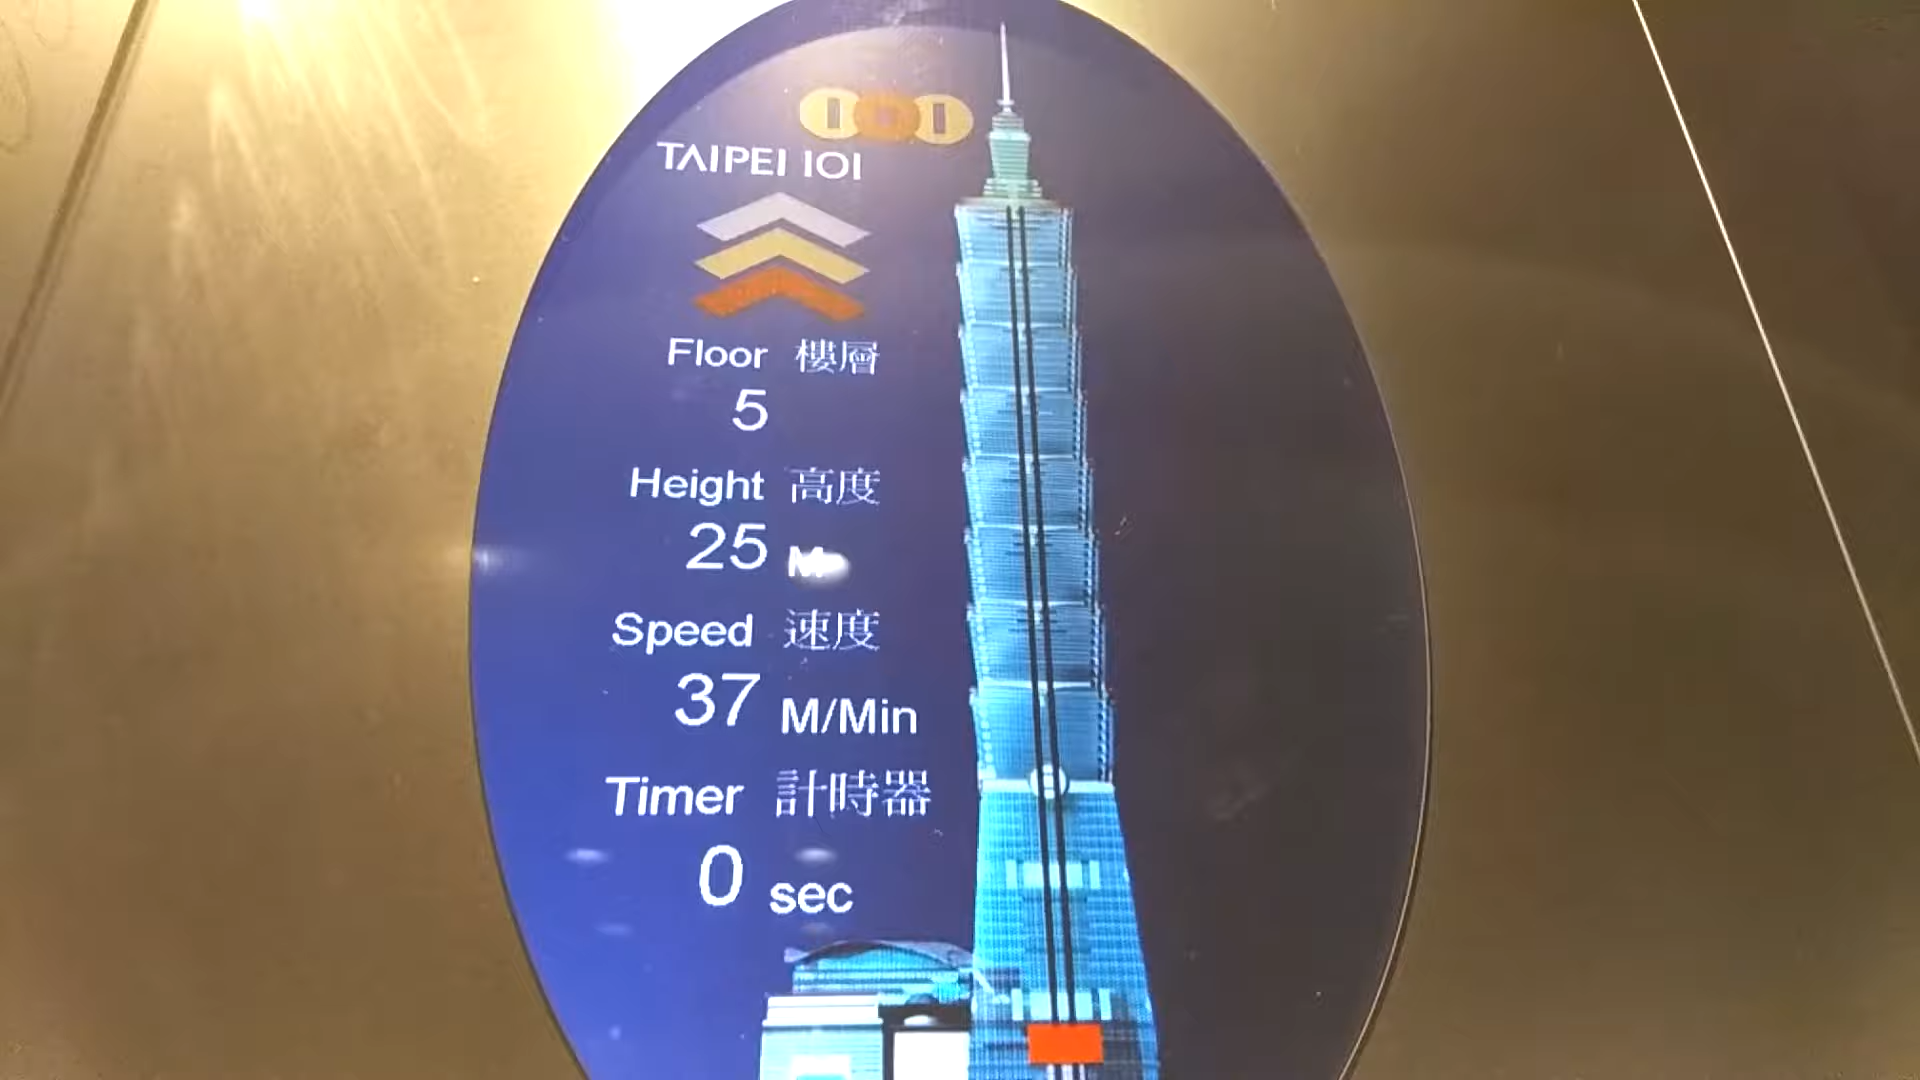 TAIPEI 101
Floor 樓層
5
Height 高度
25 M
Speed 速度
37 M/Min
Timer 計時器
0 sec